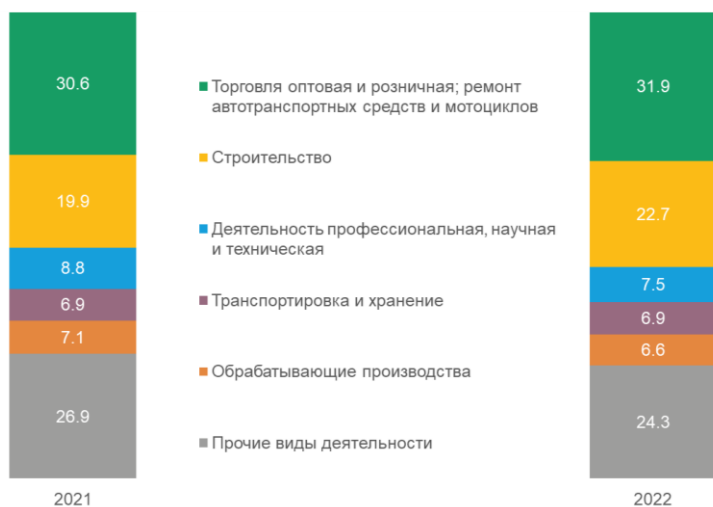 30.6
19.9
8.8
6.9
7.1
26.9
2021
Торговля оптовая и розничная; ремонт
автотранспортных средств и мотоциклов
Строительство
Деятельность профессиональная, научная
и техническая
Транспортировка и хранение
Обрабатывающие производства
Прочие виды деятельности
31.9
22.7
7.5
6.9
6.6
24.3
2022